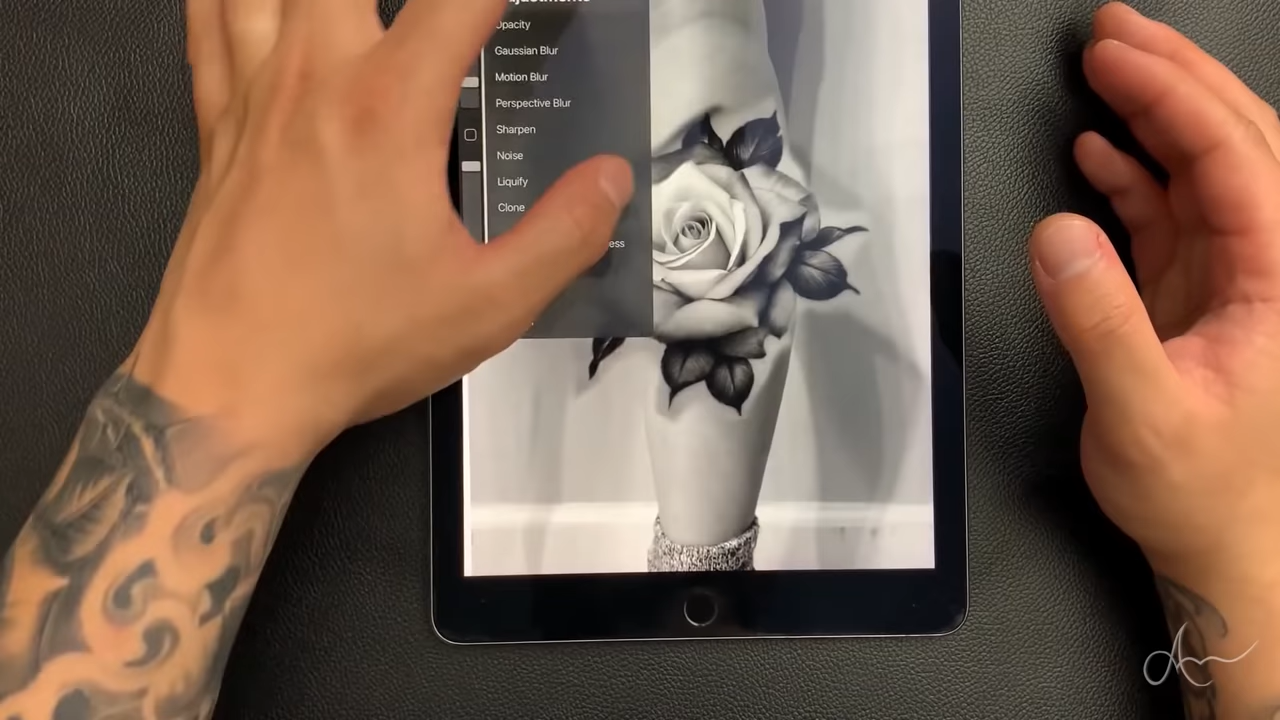 Opacity
Gaussian Blur
Motion Blur
Perspective Blur
Sharpen
Noise
Liquify
Clone